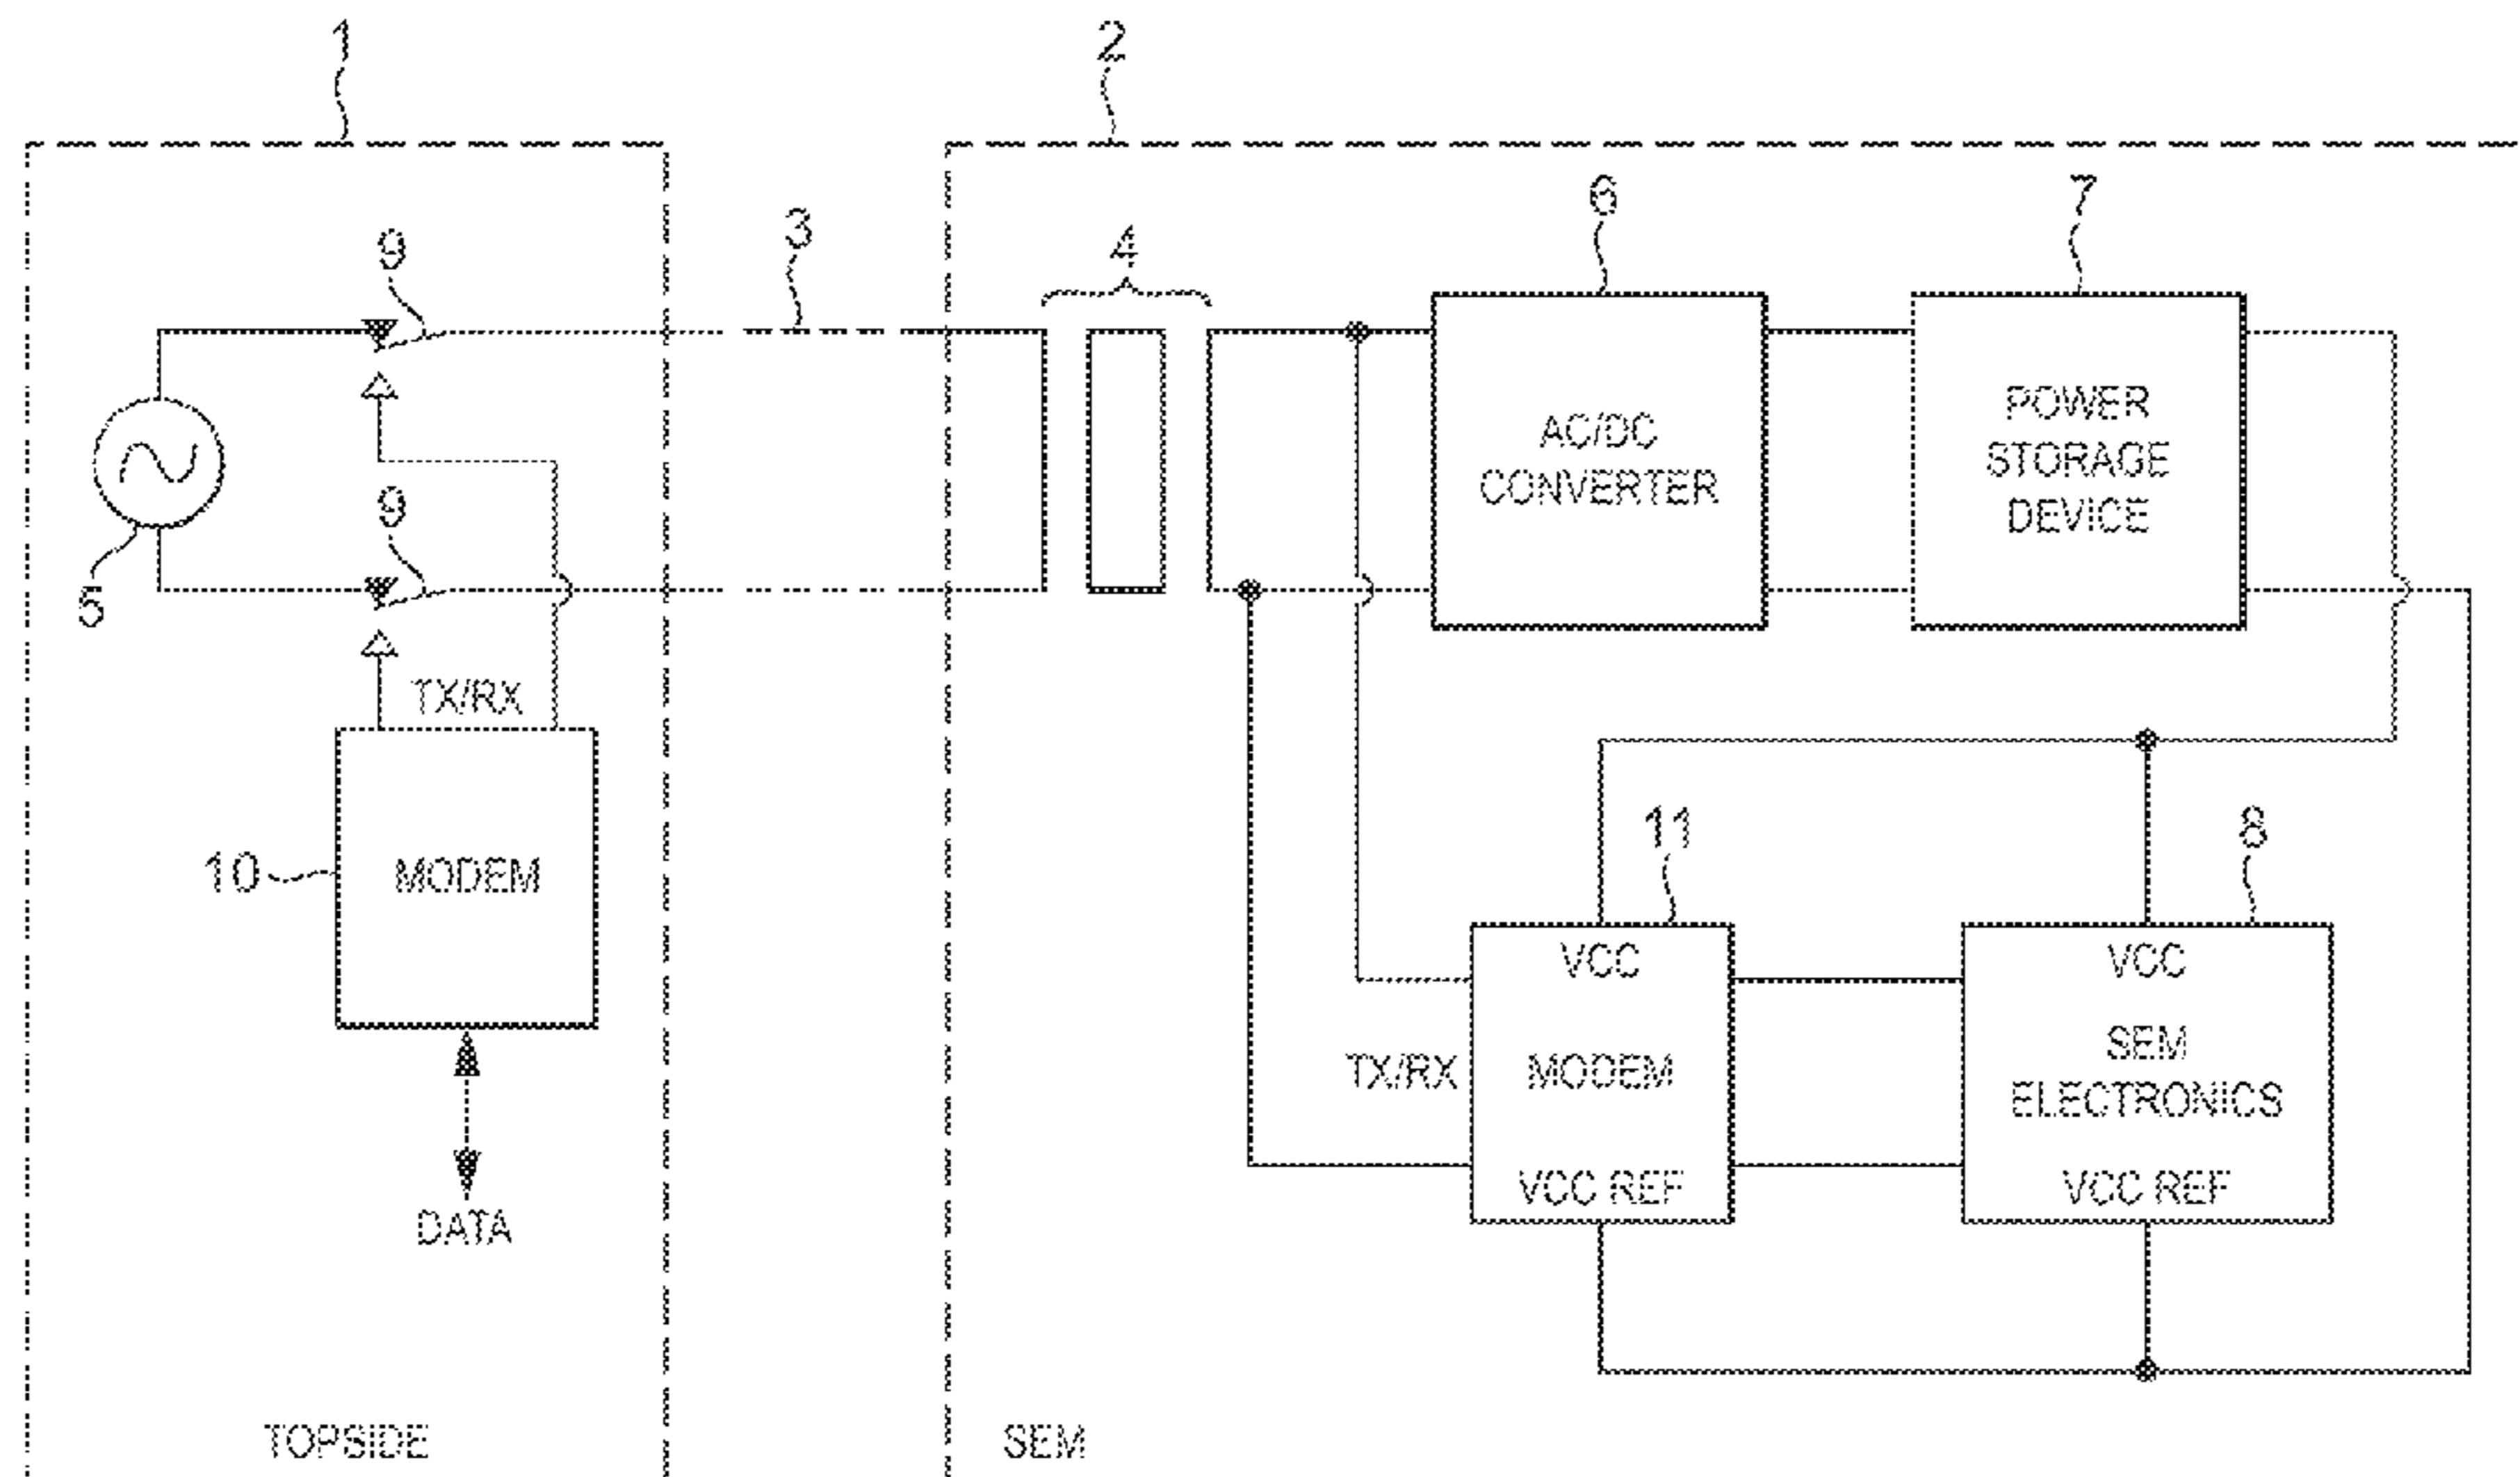 1
2
3
4
6
7
9
AC/DC
CONVERTER
POWER
STORAGE
DEVICE
5
9
TX/RX
10
MODEM
DATA
11
8
VCC
TX/RX
MODEM
VCC REF
VCC
SEM
ELECTRONICS
VCC REF
TOPSIDE
SEM